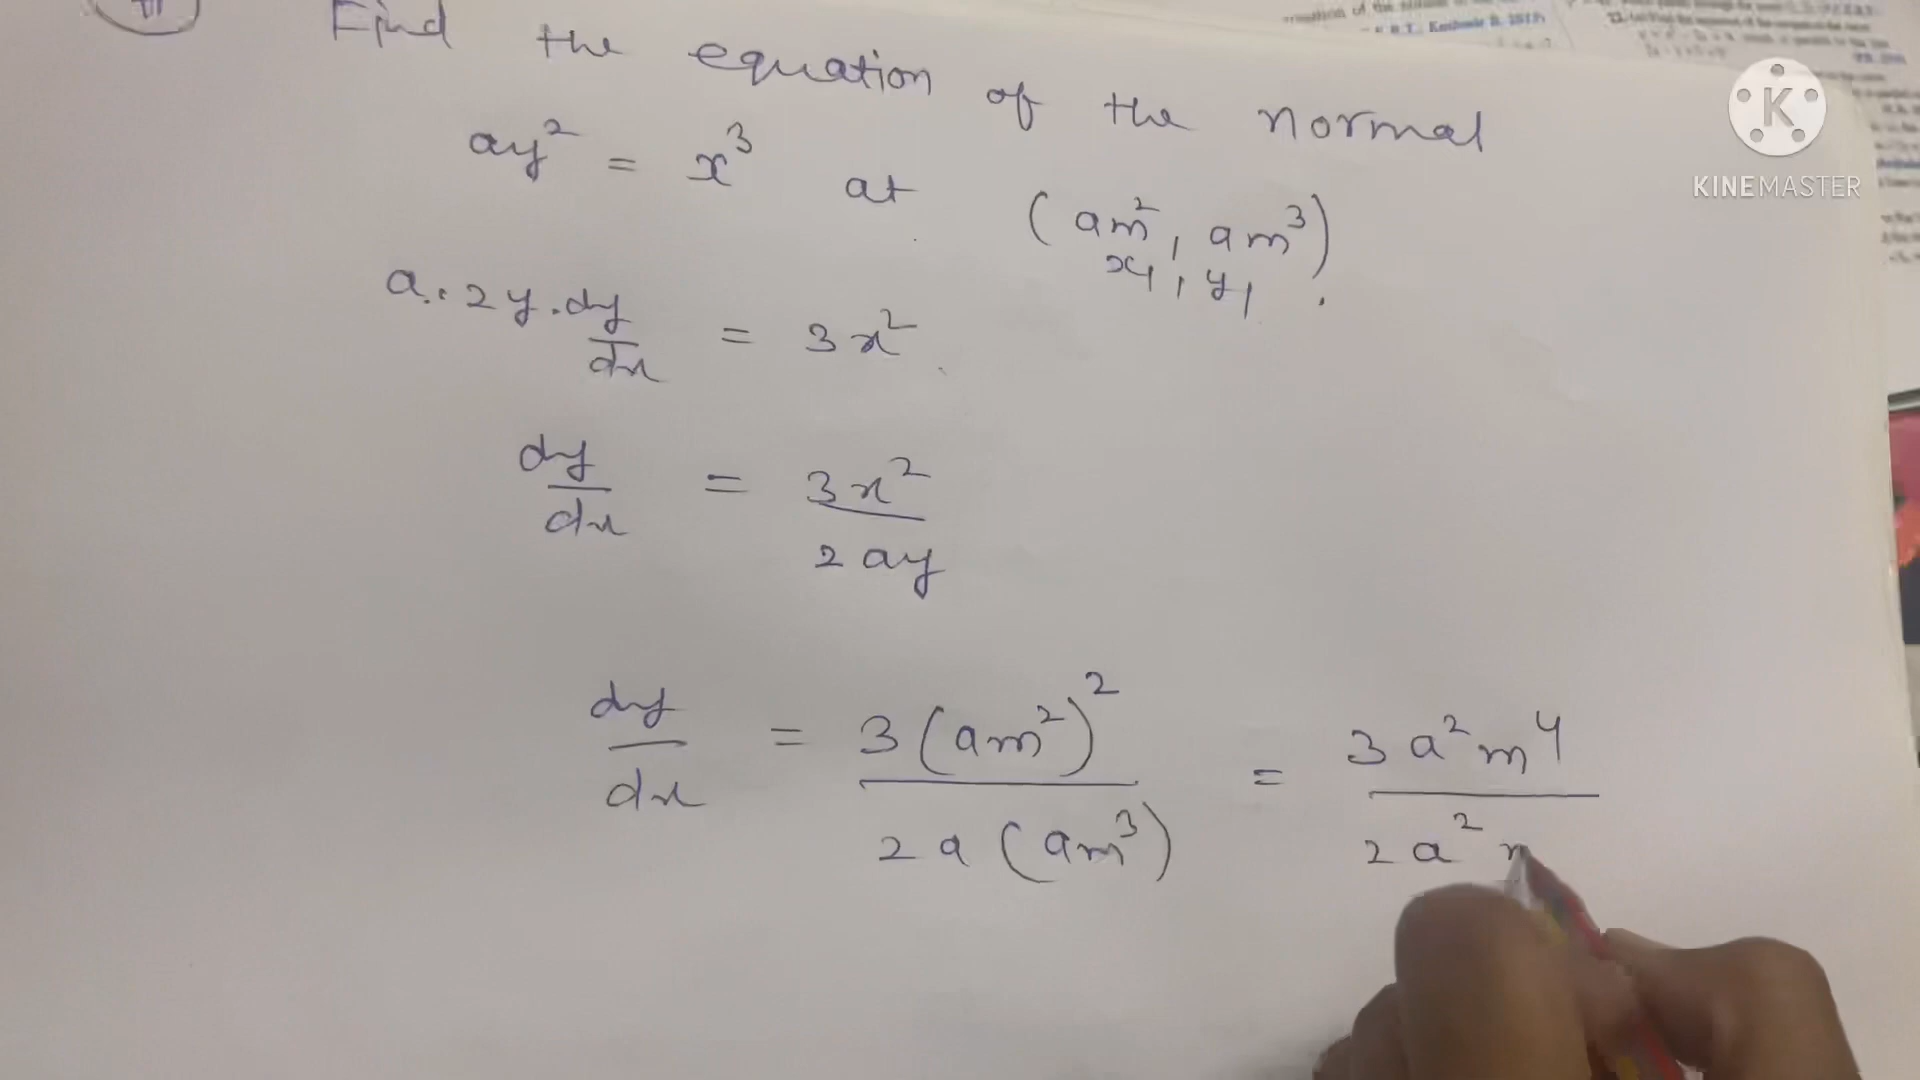 Find the equation of the normal
ay² = x³ at (am², am³)
x₁, y₁
a.2y.dy/dx = 3x²
dy/dx = 3x²/2ay
dy/dx = 3(am²)²/2a(am³) = 3a²m⁴/2a²
KINEMASTER